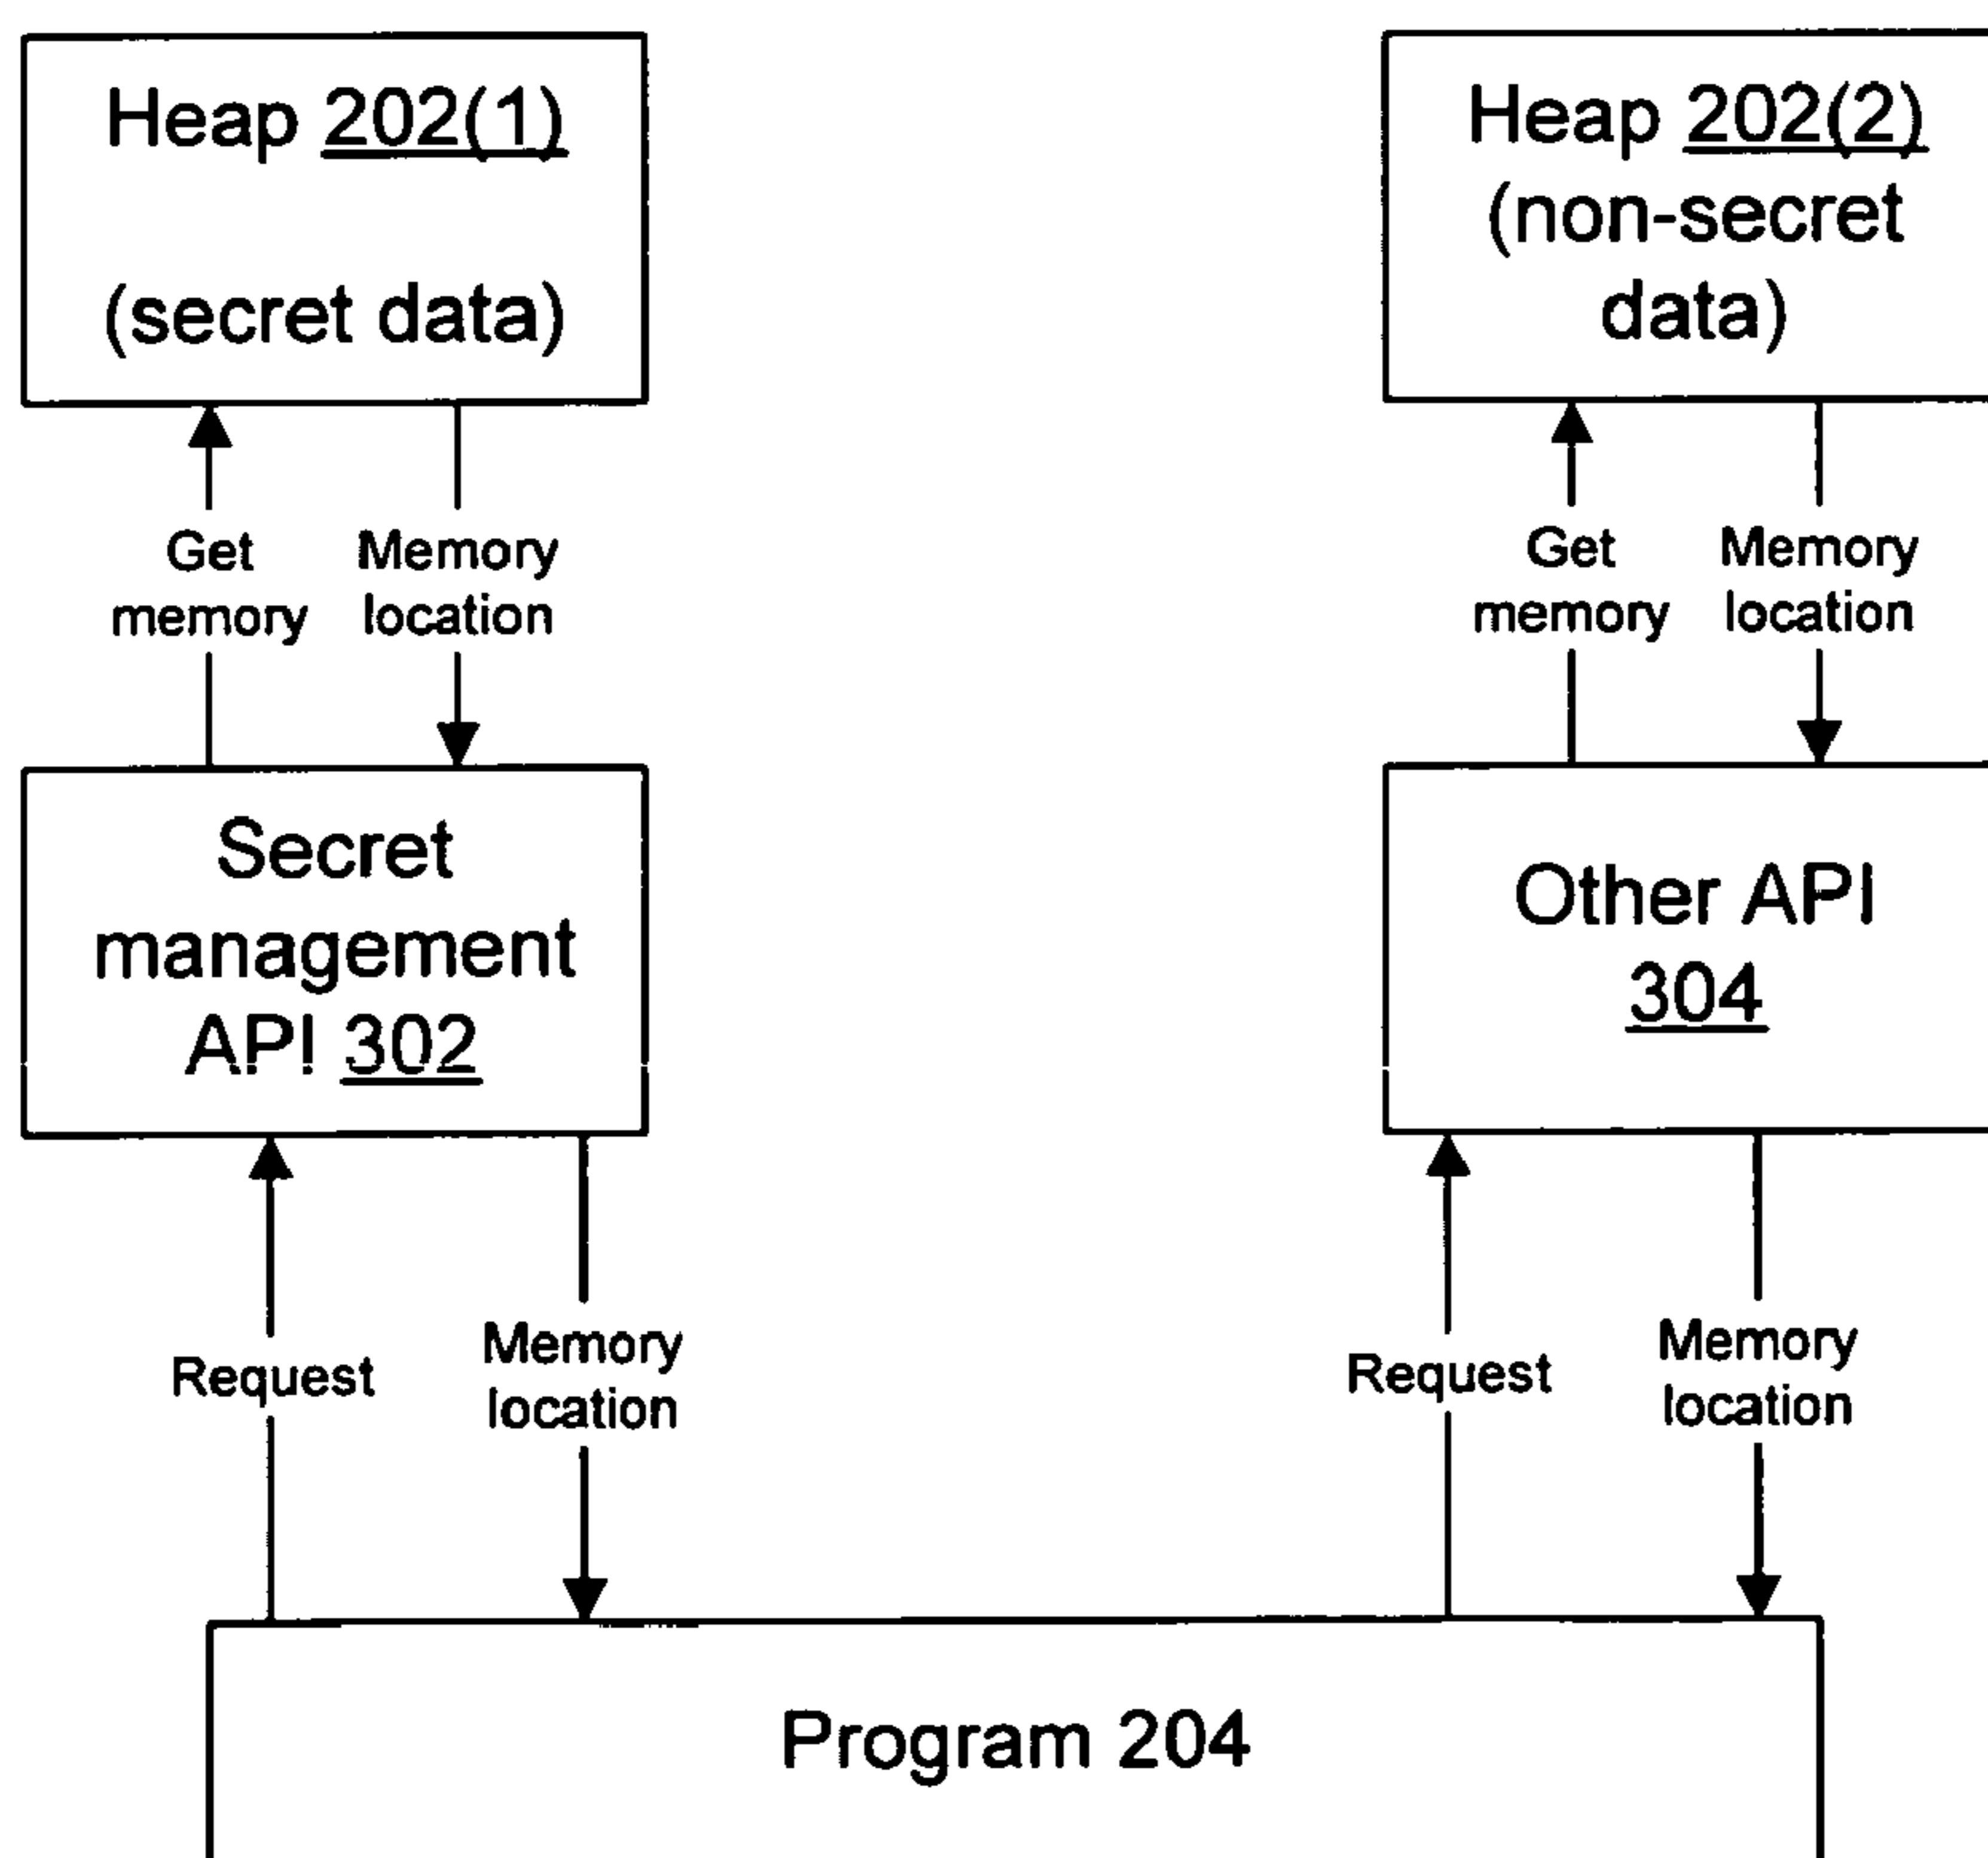 Heap 202(1)
(secret data)
Heap 202(2)
(non-secret
data)
Get
memory
Memory
location
Get
memory
Memory
location
Secret
management
API 302
Other API
304
Request
Memory
location
Request
Memory
location
Program 204